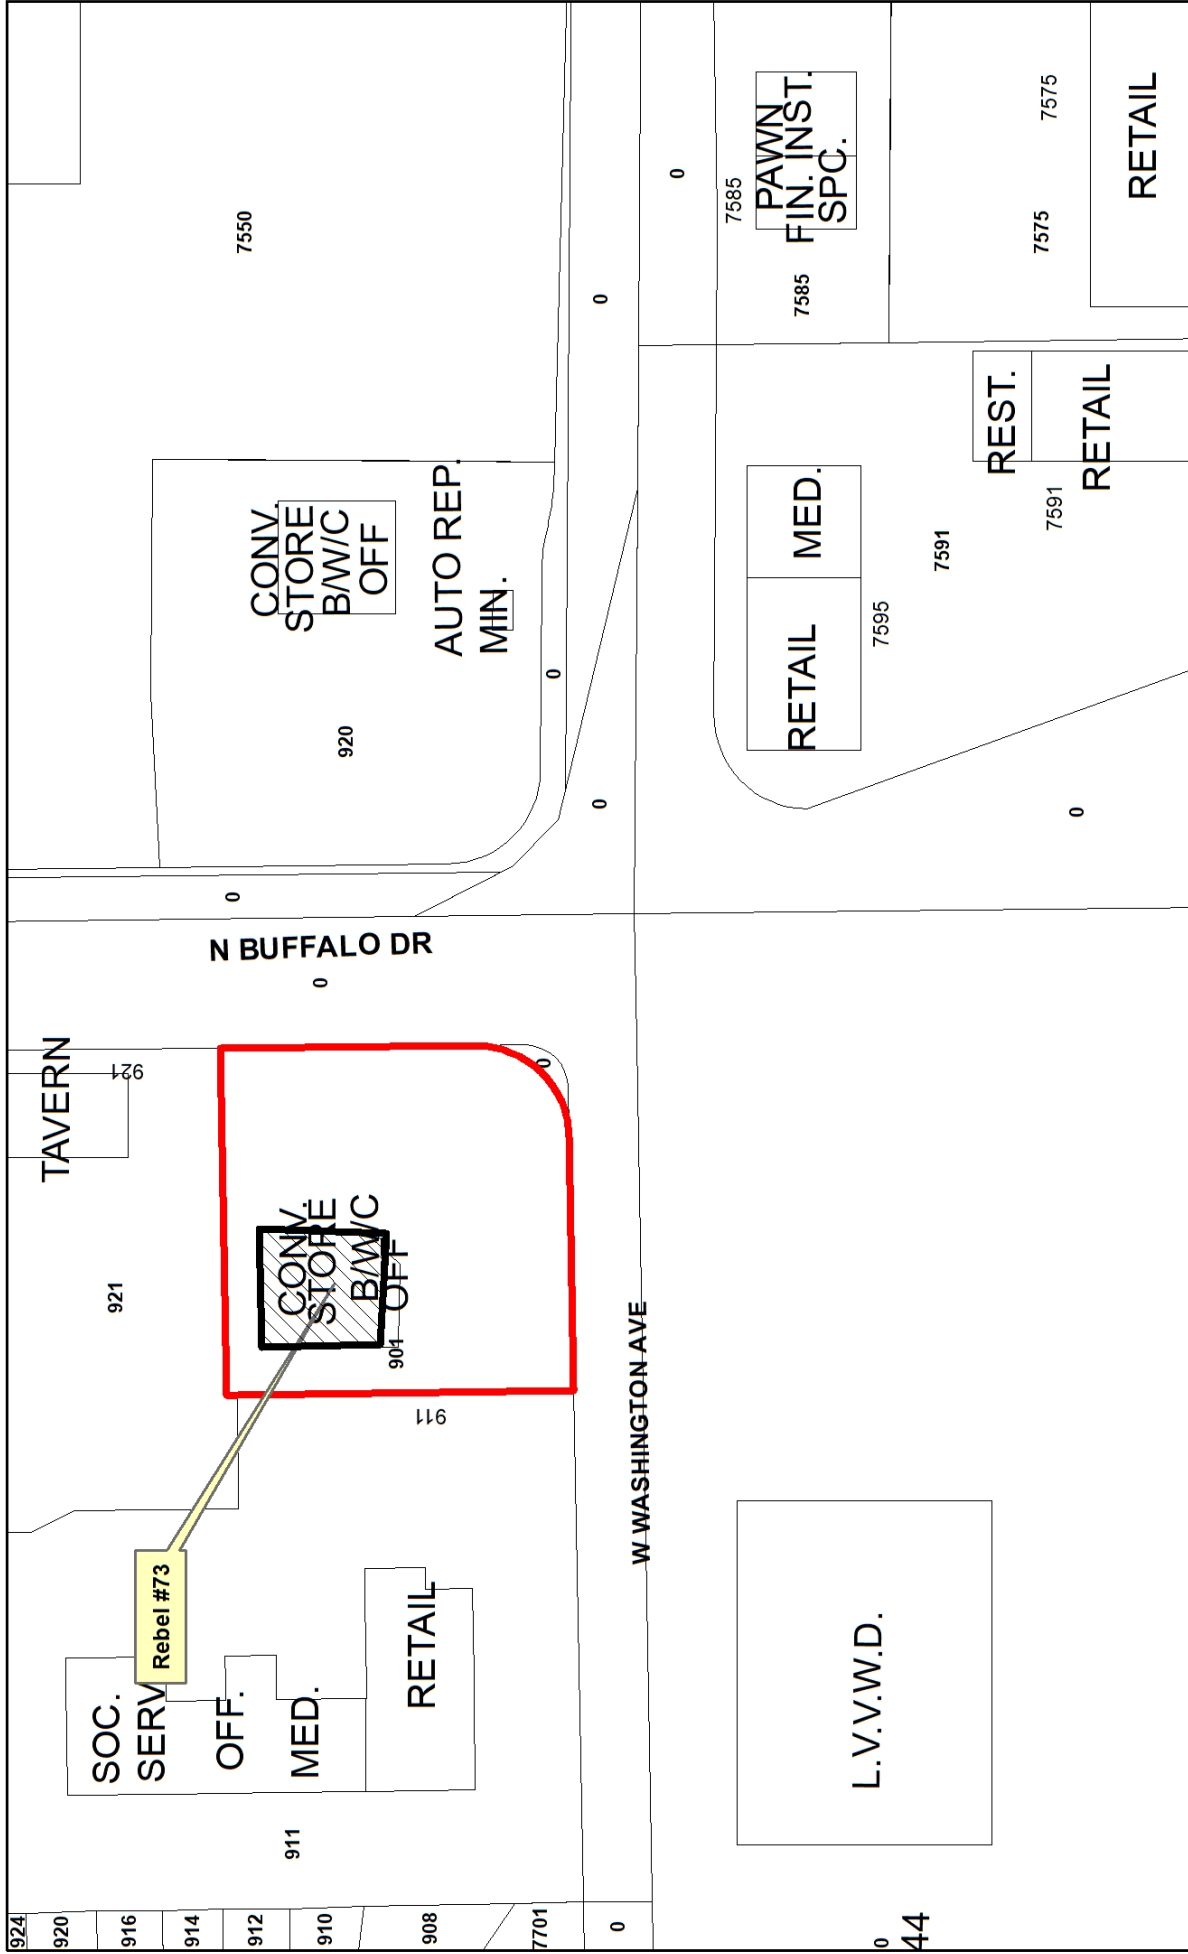 924
920
916
914
912
910
908
7701
0
0
44
911
SOC.
SERV
OFF.
MED.
RETAIL
Rebel #73
L.V.V.W.D.
911
921
TAVERN
921
CONV.
STORE
B/W/C
OFF
901
0
W WASHINGTON AVE
N BUFFALO DR
0
0
0
0
0
920
CONV.
STORE
B/W/C
OFF
AUTO REP.
MIN.
RETAIL
MED.
7595
7591
7591
REST.
RETAIL
7550
0
0
7585
7585
PAWN
FIN. INST.
SPC.
7575
7575
RETAIL